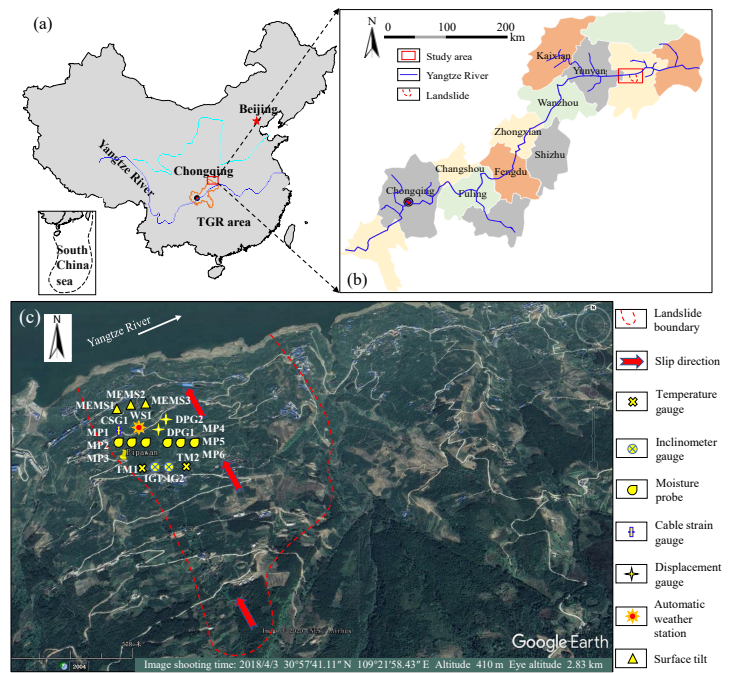 (a)
Beijing
Yangtze River
Chongqing
TGR area
South
China
sea
N
0 100 200
km
Study area
Yangtze River
Landslide
Kaixian
Yunyan
Wanzhou
Zhongxian
Shizhu
Changshou
Fengdu
Chongqing
Fuling
(b)
(c)
N
Yangtze River
MEMS2
MEMS1
MEMS3
WS1
CSG1
DPG2
MP1
DPG1
MP4
MP2
MP5
MP3
MP6
TM1
TM2
IG1
IG2
Google Earth
2004
Image shooting time: 2018/4/3 30°57′41.11″ N 109°21′58.43″ E Altitude 410 m Eye altitude 2.83 km
Landslide
boundary
Slip direction
Temperature
gauge
Inclinometer
gauge
Moisture
probe
Cable strain
gauge
Displacement
gauge
Automatic
weather
station
Surface tilt